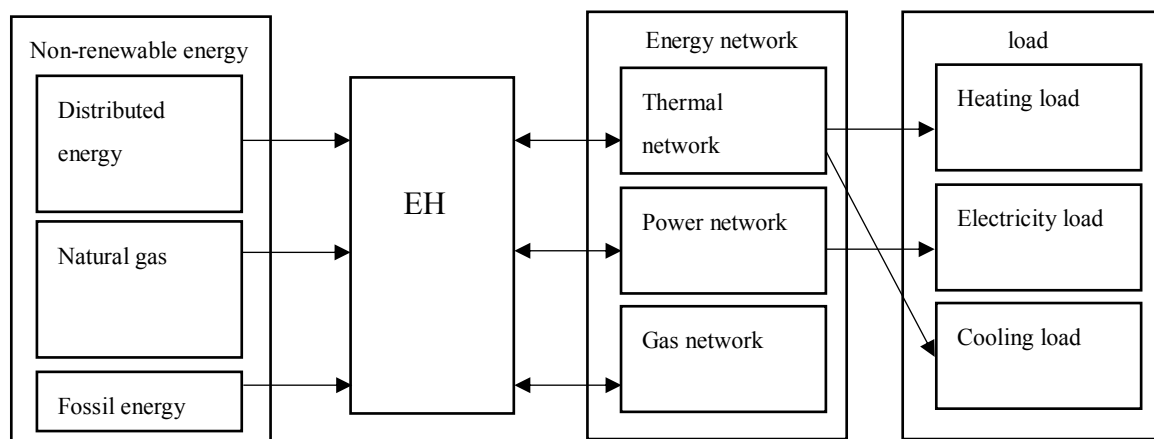 Non-renewable energy
Distributed
energy
Natural gas
Fossil energy
EH
Energy network
Thermal
network
Power network
Gas network
load
Heating load
Electricity load
Cooling load